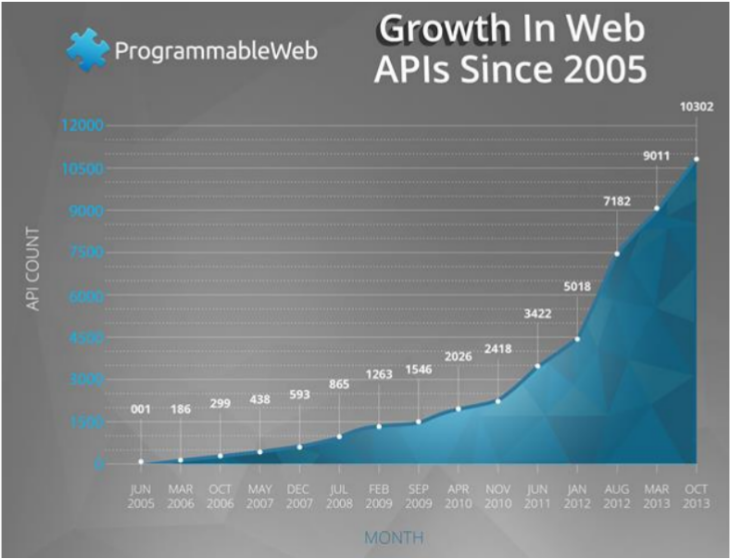 ProgrammableWeb
Growth In Web
APIs Since 2005
API COUNT
12000
10500
9000
7500
6000
4500
3000
1500
0
001
186
299
438
593
865
1263
1546
2026
2418
3422
5018
7182
9011
10302
JUN 2005
MAR 2006
OCT 2006
MAY 2007
DEC 2007
JUL 2008
FEB 2009
SEP 2009
APR 2010
NOV 2010
JUN 2011
JAN 2012
AUG 2012
MAR 2013
OCT 2013
MONTH